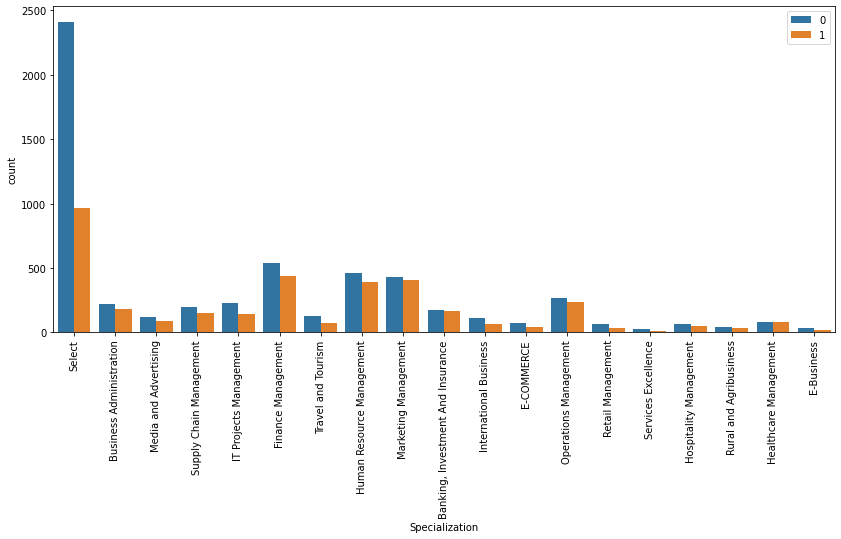 2500
2000
1500
1000
500
0
count
0
1
Select
Business Administration
Media and Advertising
Supply Chain Management
IT Projects Management
Finance Management
Travel and Tourism
Human Resource Management
Marketing Management
Banking, Investment And Insurance
International Business
E-COMMERCE
Operations Management
Retail Management
Services Excellence
Hospitality Management
Rural and Agribusiness
Healthcare Management
E-Business
Specialization